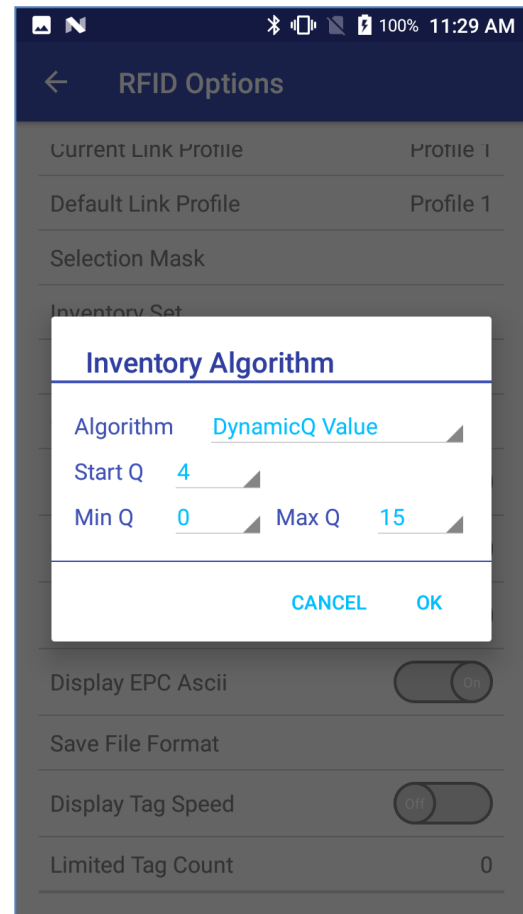 100% 11:29 AM
RFID Options
Current Link Profile Profile 1
Default Link Profile Profile 1
Selection Mask
Inventory Set
Inventory Algorithm
Algorithm DynamicQ Value
Start Q 4
Min Q 0 Max Q 15
CANCEL OK
Display EPC Ascii On
Save File Format
Display Tag Speed Off
Limited Tag Count 0